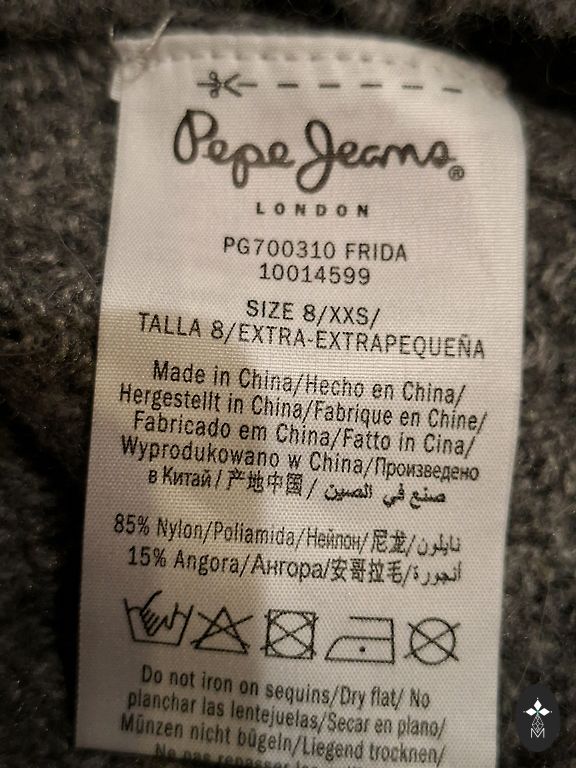 Pepe Jeans®
LONDON
PG700310 FRIDA
10014599
SIZE 8/XXS/
TALLA 8/EXTRA-EXTRAPEQUEÑA
Made in China/Hecho en China/
Hergestellt in China/Fabrique en Chine/
Fabricado em China/Fatto in Cina/
Wyprodukowano w China/Произведено
в Китай/产地中国/ صنع في الصين
85% Nylon/Poliamida/Нейлон/尼龙/نايلون/
15% Angora/Ангора/安哥拉毛/أنجورة/
Do not iron on sequins/Dry flat/ No
planchar las lentejuelas/Secar en plano/
Münzen nicht bügeln/Liegend trocknen/
Ne pas repasser